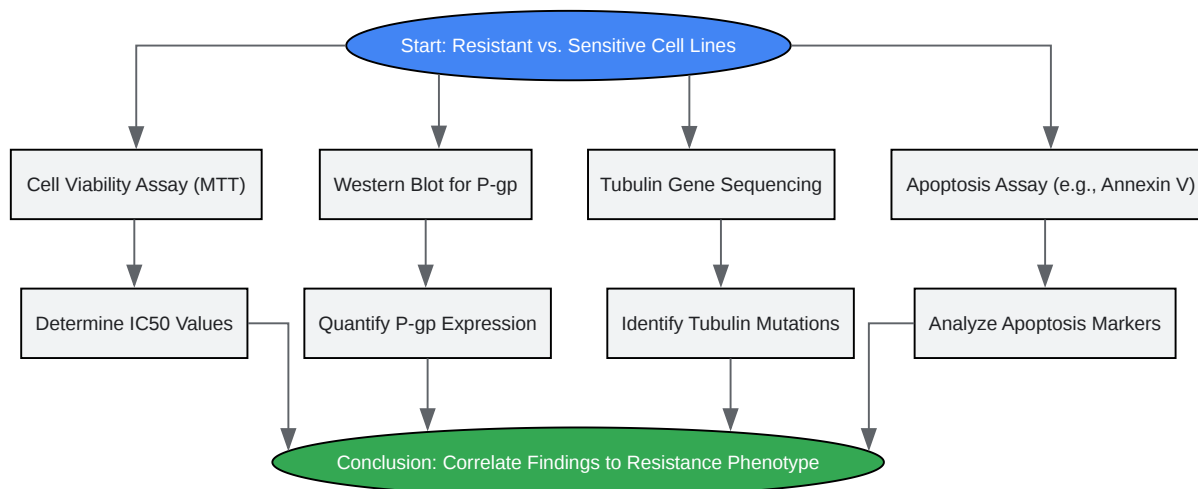 Start: Resistant vs. Sensitive Cell Lines
Cell Viability Assay (MTT)
Western Blot for P-gp
Tubulin Gene Sequencing
Apoptosis Assay (e.g., Annexin V)
Determine IC50 Values
Quantify P-gp Expression
Identify Tubulin Mutations
Analyze Apoptosis Markers
Conclusion: Correlate Findings to Resistance Phenotype